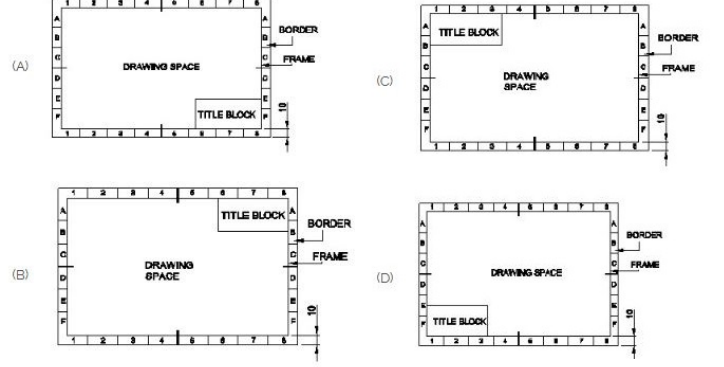 (A)
1 2 3 4 5 6 7 8
A
B
C
D
E
F
A
B
C
D
E
F
DRAWING SPACE
TITLE BLOCK
BORDER
FRAME
10
1 2 3 4 5 6 7 8
(C)
1 2 3 4 5 6 7 8
A
B
C
D
E
F
A
B
C
D
E
F
TITLE BLOCK
DRAWING
SPACE
BORDER
FRAME
10
1 2 3 4 5 6 7 8
(B)
1 2 3 4 5 6 7 8
A
B
C
D
E
F
A
B
C
D
E
F
TITLE BLOCK
DRAWING
SPACE
BORDER
FRAME
10
1 2 3 4 5 6 7 8
(D)
1 2 3 4 5 6 7 8
A
B
C
D
E
F
A
B
C
D
E
F
DRAWING SPACE
TITLE BLOCK
BORDER
FRAME
10
1 2 3 4 5 6 7 8